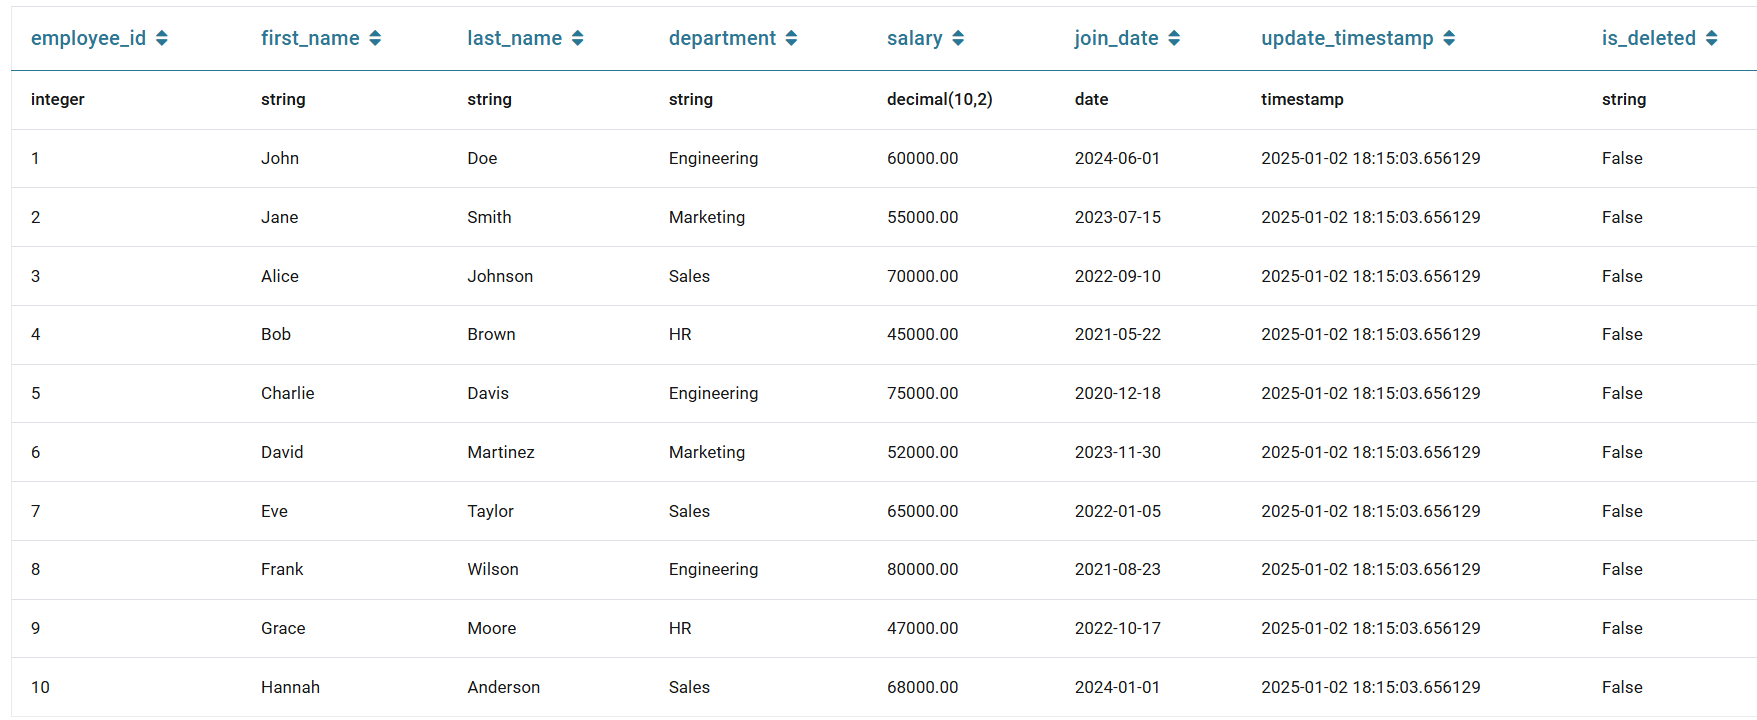 employee_id first_name last_name department salary join_date update_timestamp is_deleted
integer string string string decimal(10,2) date timestamp string
1 John Doe Engineering 60000.00 2024-06-01 2025-01-02 18:15:03.656129 False
2 Jane Smith Marketing 55000.00 2023-07-15 2025-01-02 18:15:03.656129 False
3 Alice Johnson Sales 70000.00 2022-09-10 2025-01-02 18:15:03.656129 False
4 Bob Brown HR 45000.00 2021-05-22 2025-01-02 18:15:03.656129 False
5 Charlie Davis Engineering 75000.00 2020-12-18 2025-01-02 18:15:03.656129 False
6 David Martinez Marketing 52000.00 2023-11-30 2025-01-02 18:15:03.656129 False
7 Eve Taylor Sales 65000.00 2022-01-05 2025-01-02 18:15:03.656129 False
8 Frank Wilson Engineering 80000.00 2021-08-23 2025-01-02 18:15:03.656129 False
9 Grace Moore HR 47000.00 2022-10-17 2025-01-02 18:15:03.656129 False
10 Hannah Anderson Sales 68000.00 2024-01-01 2025-01-02 18:15:03.656129 False